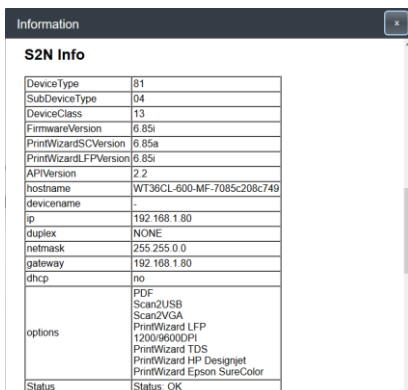 Information
x
S2N Info
DeviceType 81
SubDeviceType 04
DeviceClass 13
FirmwareVersion 6.85i
PrintWizardSCVersion 6.85a
PrintWizardLFPVersion 6.85i
APIVersion 2.2
hostname WT36CL-600-MF-7085c208c749
devicename -
ip 192.168.1.80
duplex NONE
netmask 255.255.0.0
gateway 192.168.1.80
dhcp no
options PDF
Scan2USB
Scan2VGA
PrintWizard LFP
1200/9600DPI
PrintWizard TDS
PrintWizard HP Designjet
PrintWizard Epson SureColor
Status Status: OK